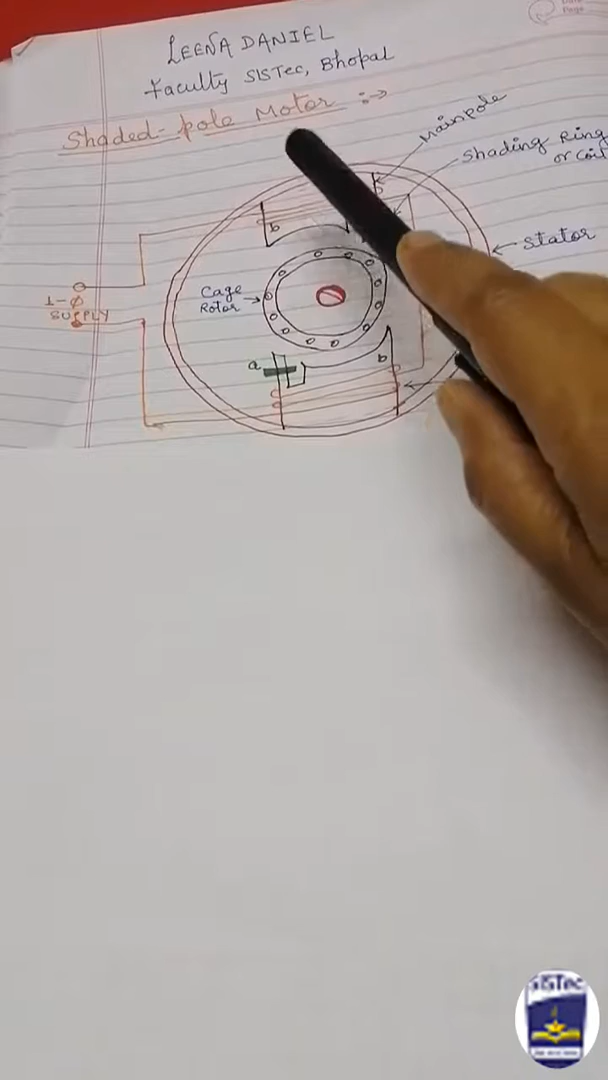 LEENA DANIEL
Faculty SISTec, Bhopal
Shaded-pole Motor :→
Main pole
Shading Ring
or Coil
Stator
b
Cage
Rotor
1-Φ
SUPPLY
a
b
SISTec